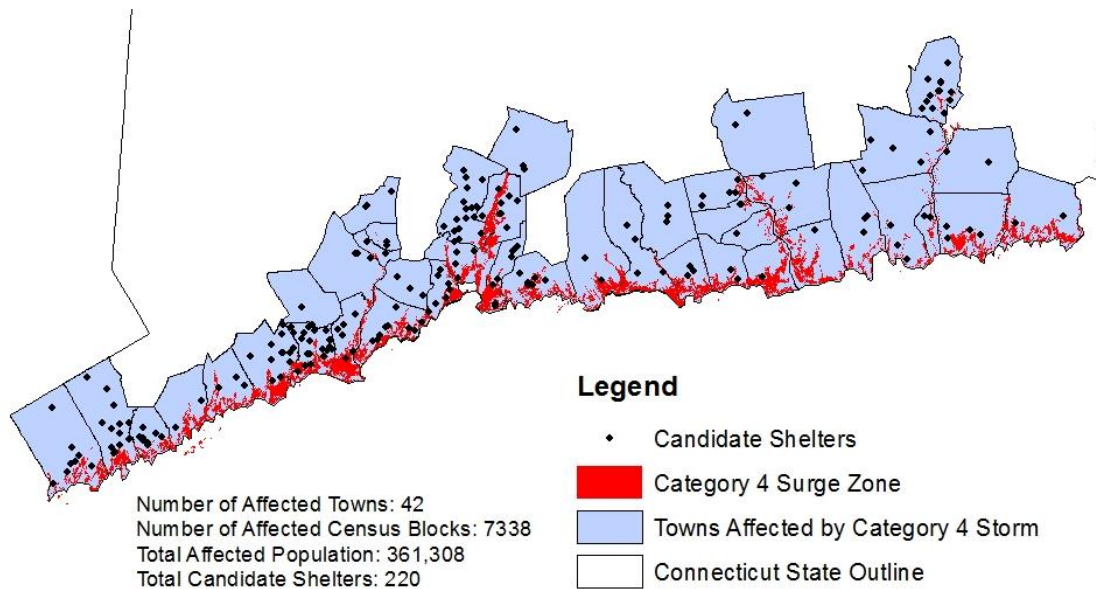 Legend
Candidate Shelters
Category 4 Surge Zone
Towns Affected by Category 4 Storm
Connecticut State Outline
Number of Affected Towns: 42
Number of Affected Census Blocks: 7338
Total Affected Population: 361,308
Total Candidate Shelters: 220